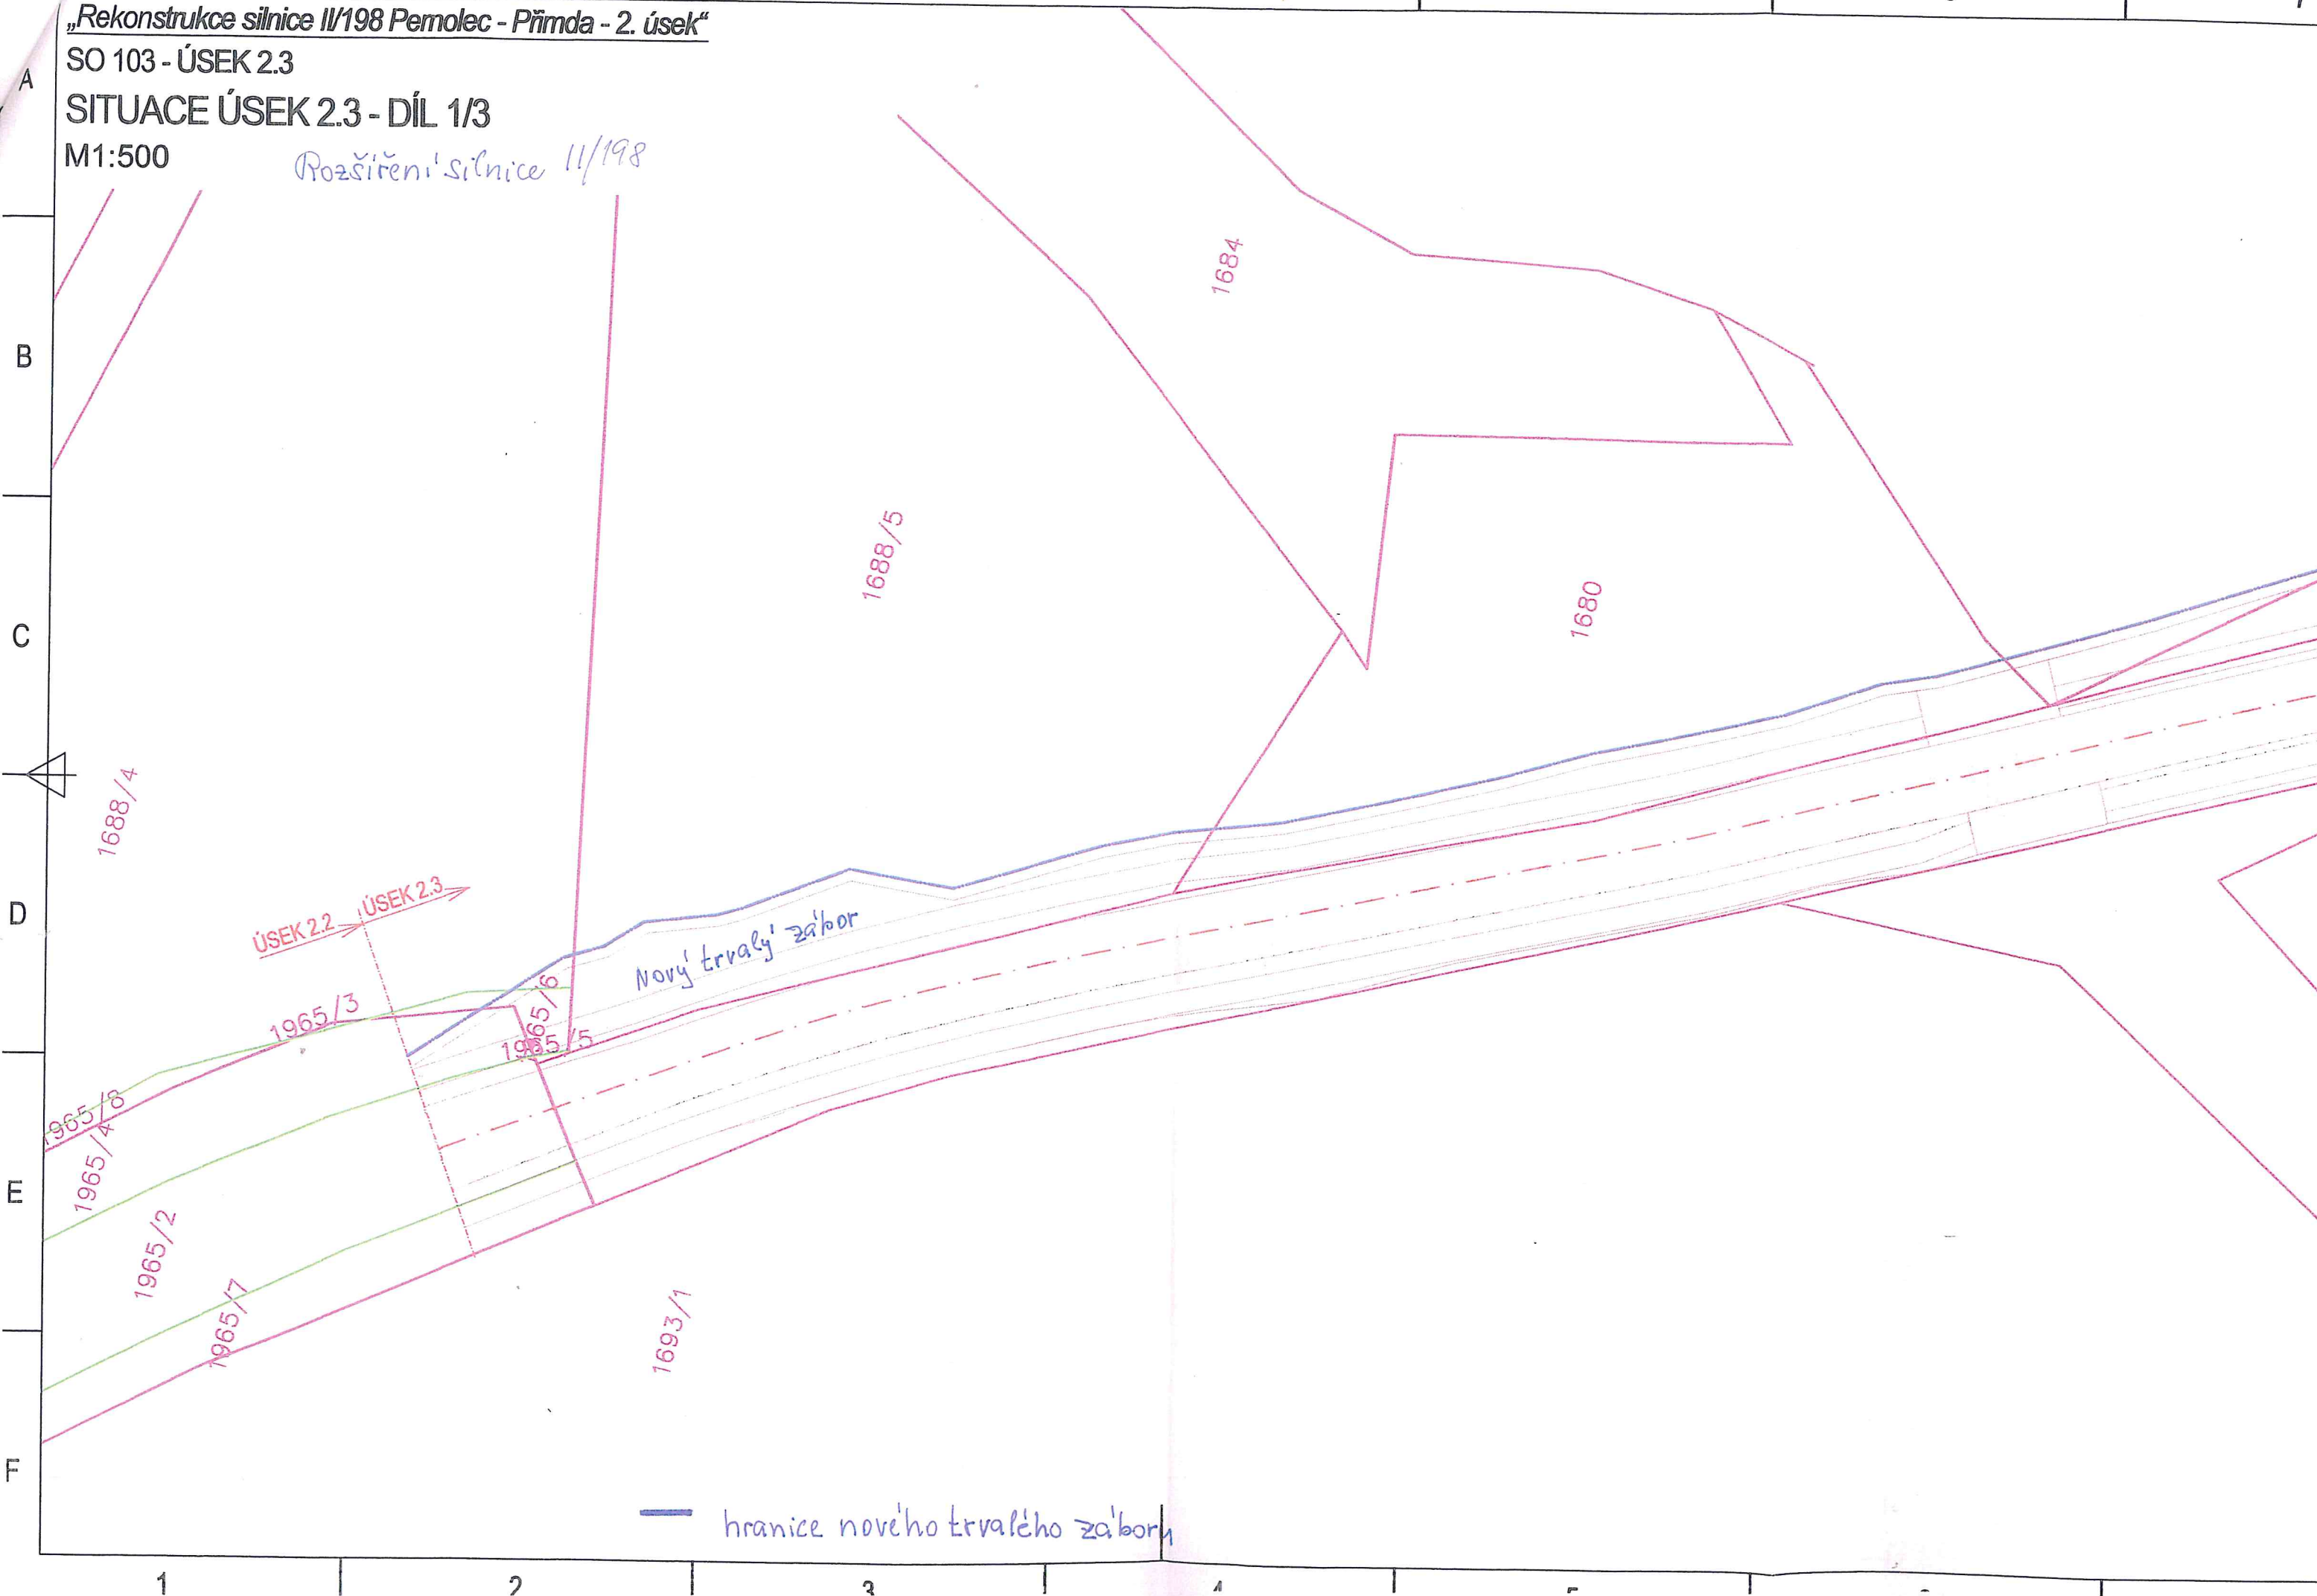 „Rekonstrukce silnice II/198 Pernolec - Přimda - 2. úsek“
SO 103 - ÚSEK 2.3
SITUACE ÚSEK 2.3 - DÍL 1/3
M1:500
Rozšíření silnice II/198
A
B
C
D
E
F
1684
1688/5
1680
1688/4
ÚSEK 2.2
ÚSEK 2.3
Nový trvalý zábor
1965/3
1965/6
1965/5
1965/8
1965/4
1965/2
1965/7
1693/1
hranice nového trvalého záboru
1
2
3
4